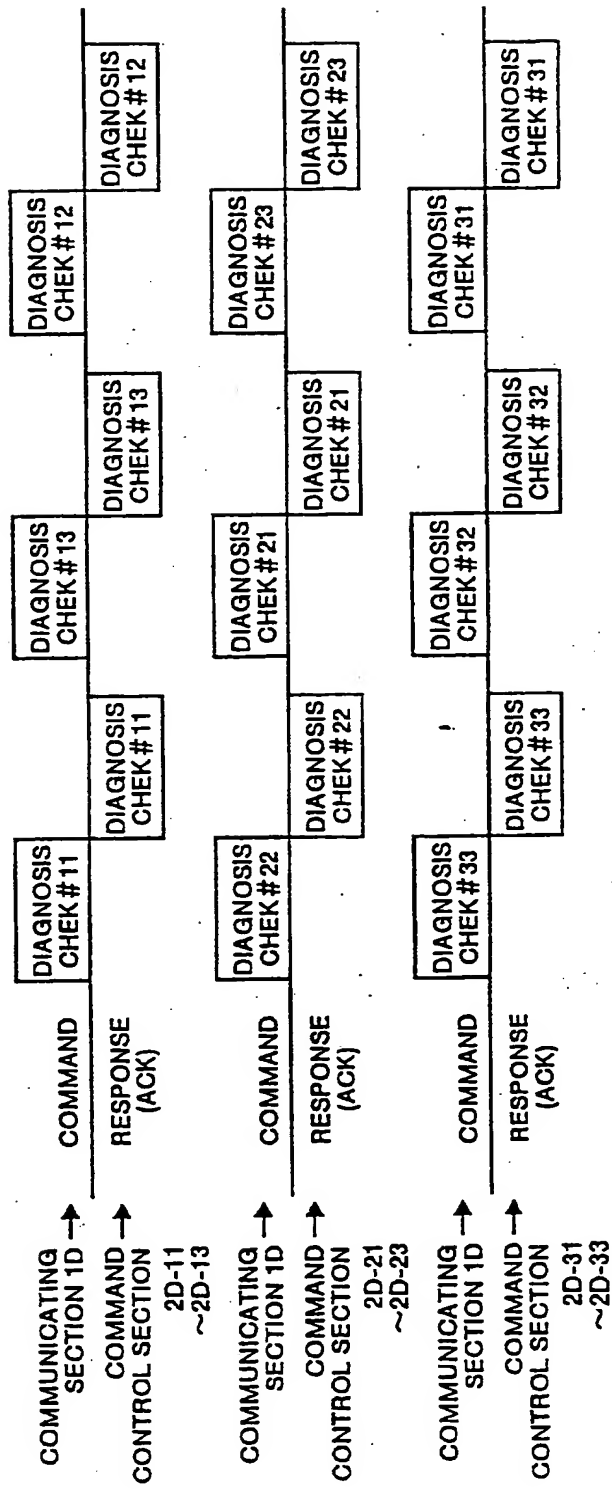 COMMUNICATING
SECTION 1D
COMMAND
DIAGNOSIS
CHEK#11
DIAGNOSIS
CHEK#13
DIAGNOSIS
CHEK#12
COMMAND
CONTROL SECTION
2D-11
~2D-13
RESPONSE
(ACK)
DIAGNOSIS
CHEK#11
DIAGNOSIS
CHEK#13
DIAGNOSIS
CHEK#12
COMMUNICATING
SECTION 1D
COMMAND
DIAGNOSIS
CHEK#22
DIAGNOSIS
CHEK#21
DIAGNOSIS
CHEK#23
COMMAND
CONTROL SECTION
2D-21
~2D-23
RESPONSE
(ACK)
DIAGNOSIS
CHEK#22
DIAGNOSIS
CHEK#21
DIAGNOSIS
CHEK#23
COMMUNICATING
SECTION 1D
COMMAND
DIAGNOSIS
CHEK#33
DIAGNOSIS
CHEK#32
DIAGNOSIS
CHEK#31
COMMAND
CONTROL SECTION
2D-31
~2D-33
RESPONSE
(ACK)
DIAGNOSIS
CHEK#33
DIAGNOSIS
CHEK#32
DIAGNOSIS
CHEK#31